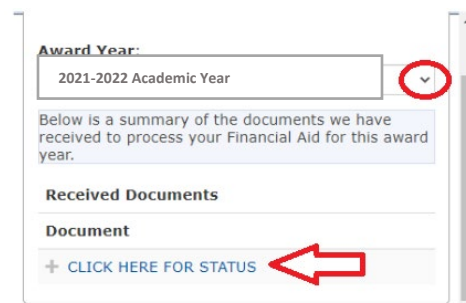 Award Year:
2021-2022 Academic Year
Below is a summary of the documents we have
received to process your Financial Aid for this award
year.
Received Documents
Document
+ CLICK HERE FOR STATUS